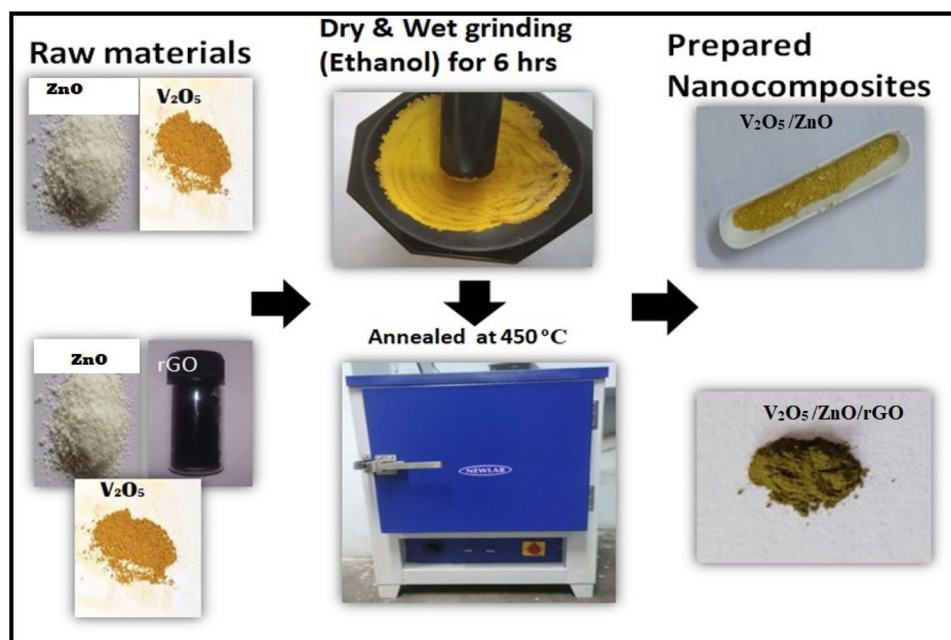 Raw materials
ZnO
V₂O₅
ZnO
rGO
V₂O₅
Dry & Wet grinding
(Ethanol) for 6 hrs
Annealed at 450 °C
NEWLAB
Prepared
Nanocomposites
V₂O₅ /ZnO
V₂O₅ /ZnO/rGO